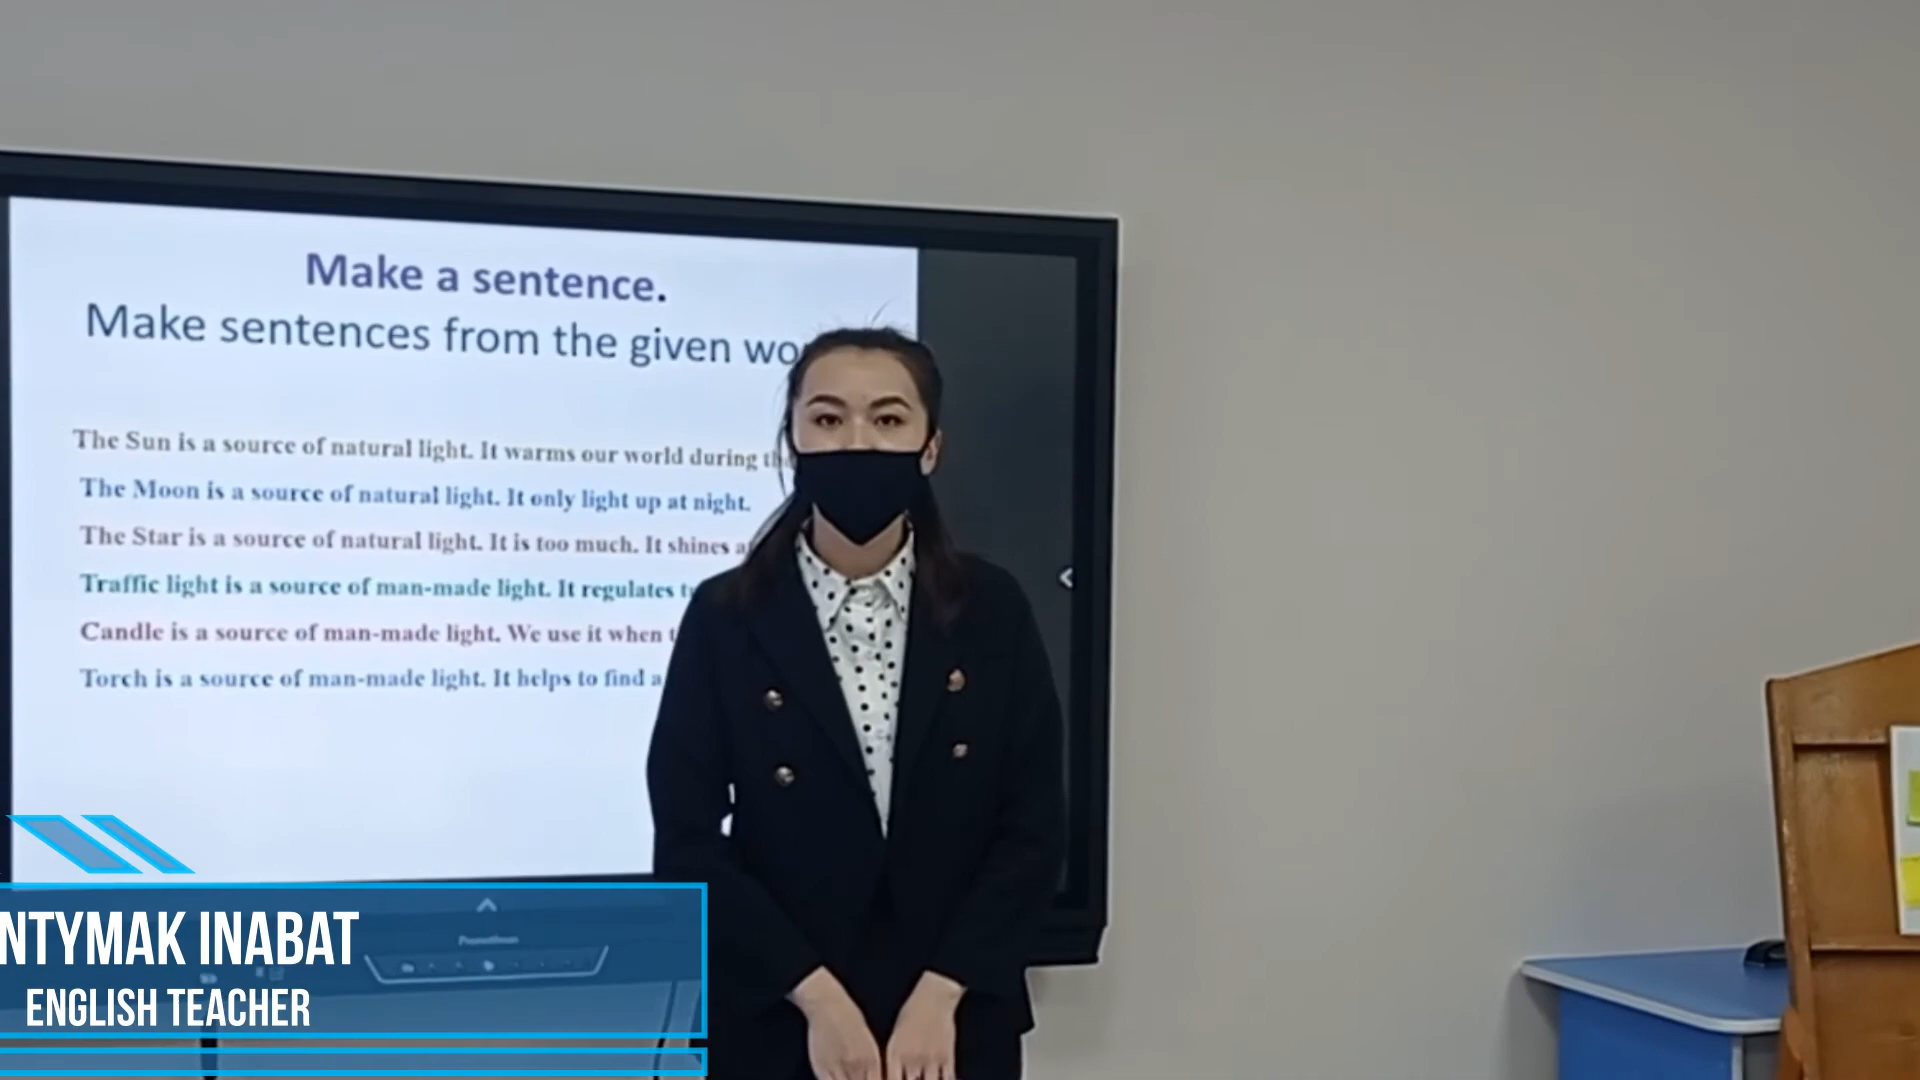 Make a sentence.
Make sentences from the given
The Sun is a source of natural light. It warms our world during
The Moon is a source of natural light. It only light up at night.
The Star is a source of natural light. It is too much. It shines
Traffic light is a source of man-made light. It regulates
Candle is a source of man-made light. We use it when
Torch is a source of man-made light. It helps to find a
NTYMAK INABAT
ENGLISH TEACHER
Promethean